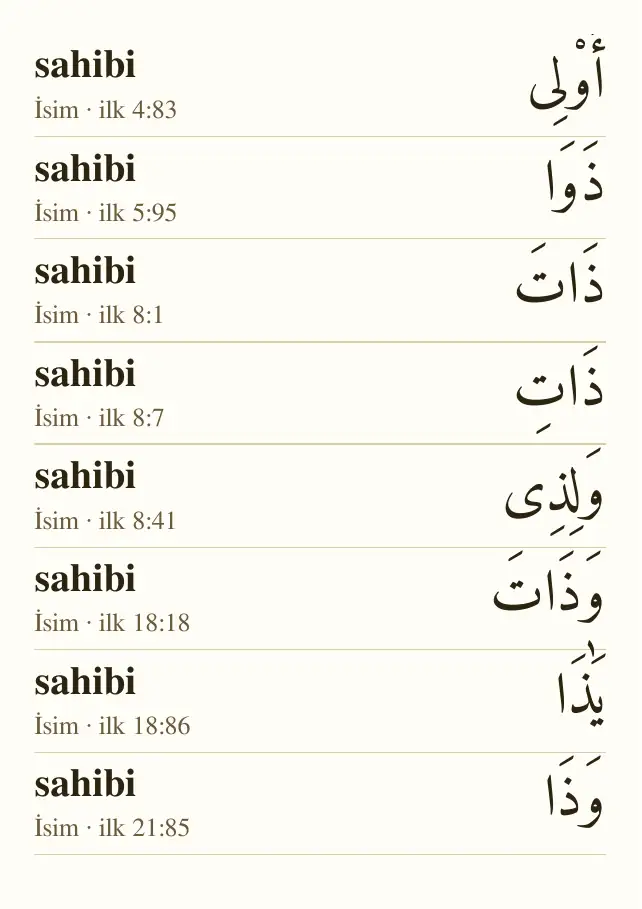 sahibi أُو۟لِى
İsim · ilk 4:83
sahibi ذَوَا
İsim · ilk 5:95
sahibi ذَاتَ
İsim · ilk 8:1
sahibi ذَاتِ
İsim · ilk 8:7
sahibi وَلِذِى
İsim · ilk 8:41
sahibi وَذَاتَ
İsim · ilk 18:18
sahibi يَٰذَا
İsim · ilk 18:86
sahibi وَذَا
İsim · ilk 21:85